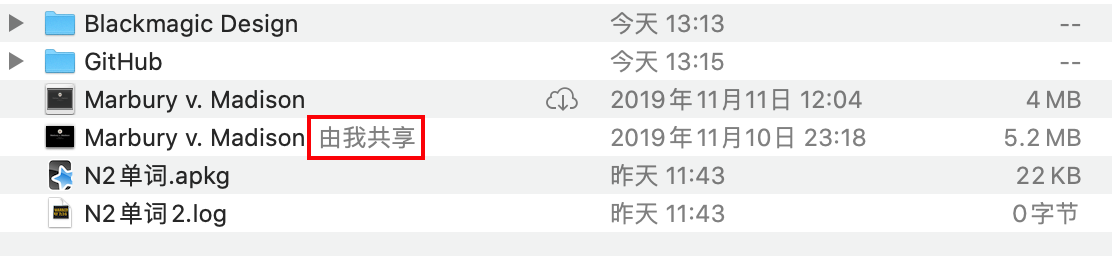 Blackmagic Design 今天 13:13 --
GitHub 今天 13:15 --
Marbury v. Madison 2019年11月11日 12:04 4 MB
Marbury v. Madison 由我共享 2019年11月10日 23:18 5.2 MB
N2单词.apkg 昨天 11:43 22 KB
N2单词2.log 昨天 11:43 0字节